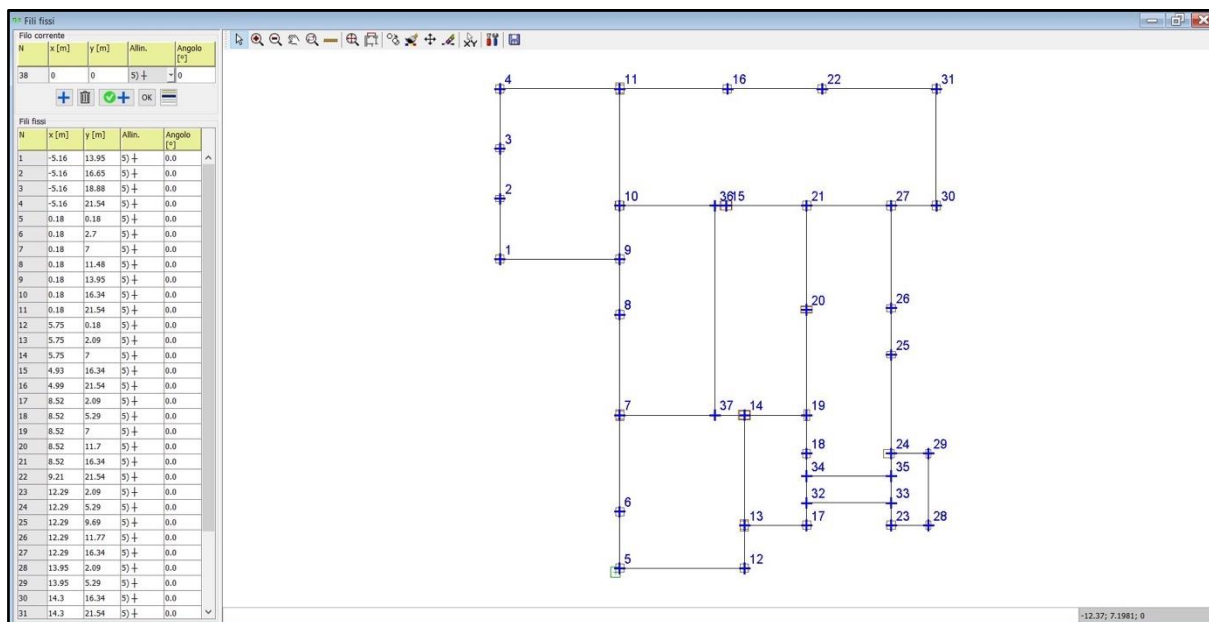 Fili fissi
Filo corrente
N x [m] y [m] Allin. Angolo [°]
38 0 0 5) ┼ 0
OK
XY
Fili fissi
N x [m] y [m] Allin. Angolo [°]
1 -5.16 13.95 5) ┼ 0.0
2 -5.16 16.65 5) ┼ 0.0
3 -5.16 18.88 5) ┼ 0.0
4 -5.16 21.54 5) ┼ 0.0
5 0.18 0.18 5) ┼ 0.0
6 0.18 2.7 5) ┼ 0.0
7 0.18 7 5) ┼ 0.0
8 0.18 11.48 5) ┼ 0.0
9 0.18 13.95 5) ┼ 0.0
10 0.18 16.34 5) ┼ 0.0
11 0.18 21.54 5) ┼ 0.0
12 5.75 0.18 5) ┼ 0.0
13 5.75 2.09 5) ┼ 0.0
14 5.75 7 5) ┼ 0.0
15 4.93 16.34 5) ┼ 0.0
16 4.99 21.54 5) ┼ 0.0
17 8.52 2.09 5) ┼ 0.0
18 8.52 5.29 5) ┼ 0.0
19 8.52 7 5) ┼ 0.0
20 8.52 11.7 5) ┼ 0.0
21 8.52 16.34 5) ┼ 0.0
22 9.21 21.54 5) ┼ 0.0
23 12.29 2.09 5) ┼ 0.0
24 12.29 5.29 5) ┼ 0.0
25 12.29 9.69 5) ┼ 0.0
26 12.29 11.77 5) ┼ 0.0
27 12.29 16.34 5) ┼ 0.0
28 13.95 2.09 5) ┼ 0.0
29 13.95 5.29 5) ┼ 0.0
30 14.3 16.34 5) ┼ 0.0
31 14.3 21.54 5) ┼ 0.0
4 11 16 22 31
3
2
10 36 15 21 27 30
1 9
8 20 26
25
7 37 14 19
18 24 29
34 35
6 32 33
13 17 23 28
5 12
-12.37; 7.1981; 0